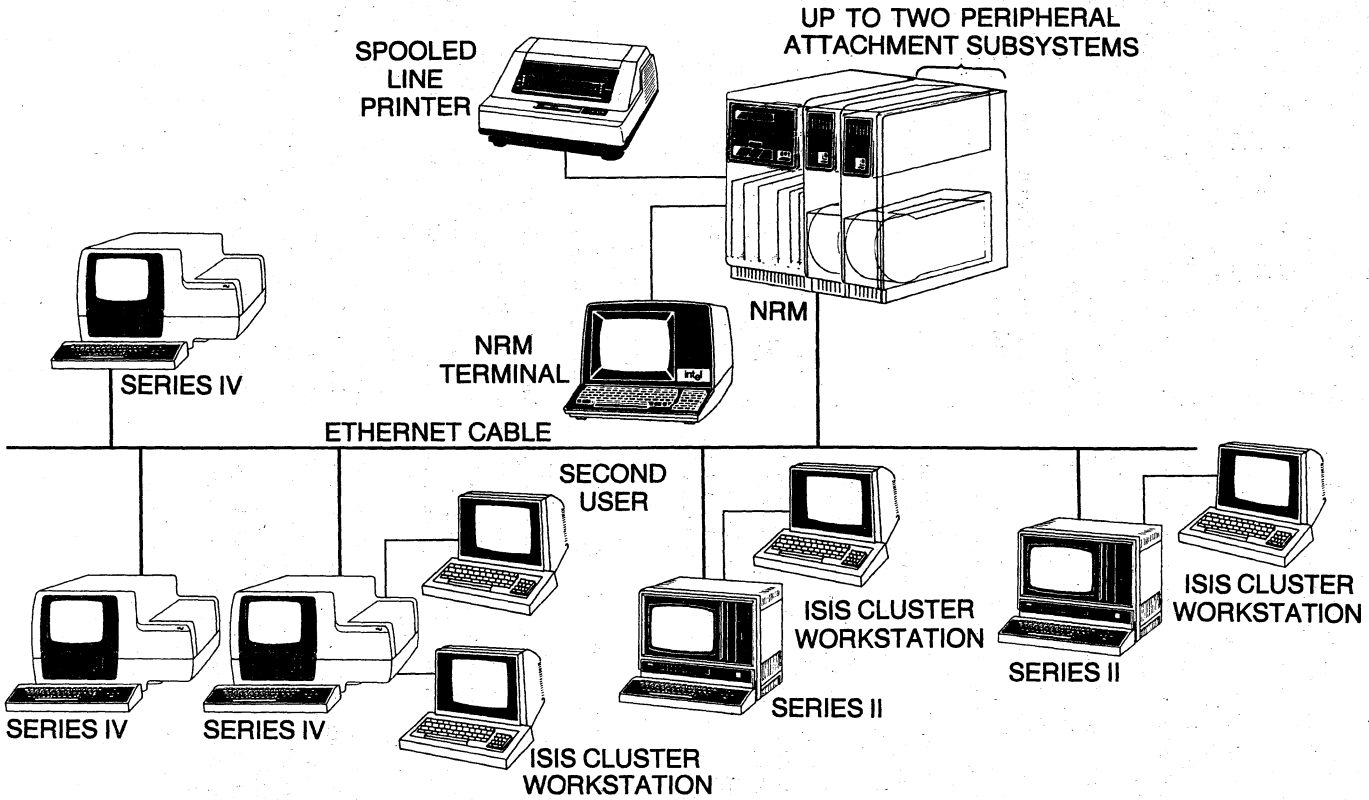 UP TO TWO PERIPHERAL
ATTACHMENT SUBSYSTEMS
SPOOLED
LINE
PRINTER
NRM
NRM
TERMINAL
intel
SERIES IV
ETHERNET CABLE
SECOND
USER
ISIS CLUSTER
WORKSTATION
ISIS CLUSTER
WORKSTATION
SERIES II
SERIES II
SERIES IV
SERIES IV
ISIS CLUSTER
WORKSTATION